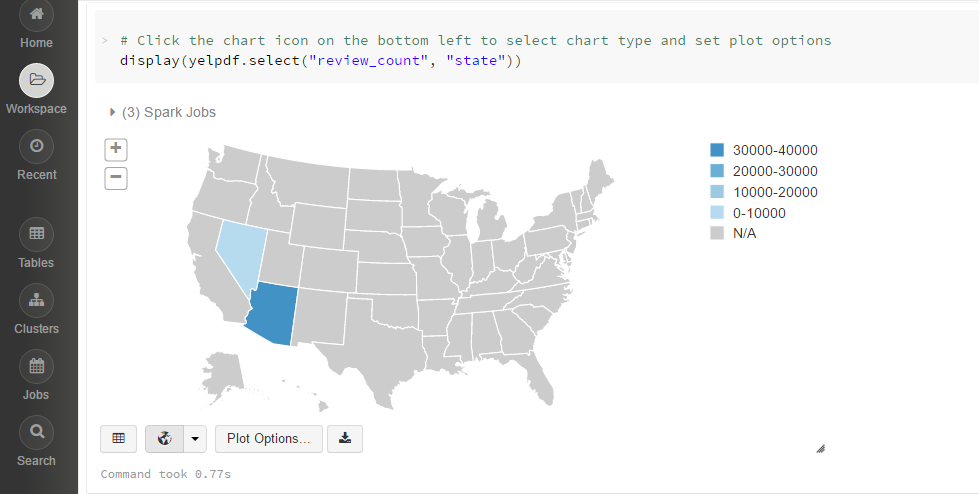 Home
Workspace
Recent
Tables
Clusters
Jobs
Search
> # Click the chart icon on the bottom left to select chart type and set plot options
display(yelpdf.select("review_count", "state"))
(3) Spark Jobs
+
−
30000-40000
20000-30000
10000-20000
0-10000
N/A
Plot Options...
Command took 0.77s